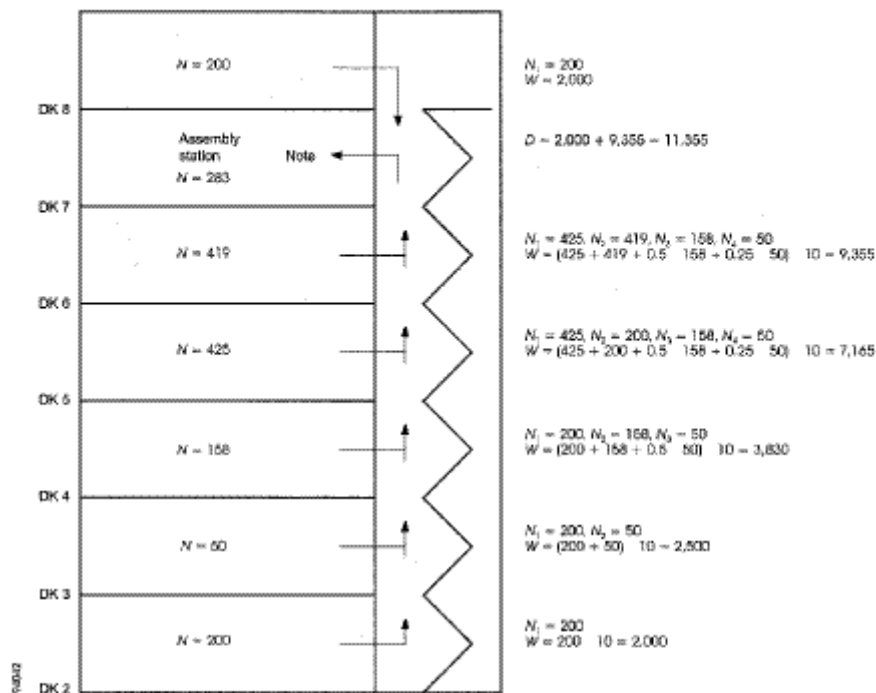 N = 200
N₁ = 200
W = 2,000
DK 8
Assembly
station Note
N = 283
D = 2,000 + 9,355 = 11,355
DK 7
N = 419
N₁ = 425, N₂ = 419, N₃ = 158, N₄ = 50
W = (425 + 419 + 0.5 158 + 0.25 50) 10 = 9,355
DK 6
N = 425
N₁ = 425, N₂ = 200, N₃ = 158, N₄ = 50
W = (425 + 200 + 0.5 158 + 0.25 50) 10 = 7,165
DK 5
N = 158
N₁ = 200, N₂ = 158, N₃ = 50
W = (200 + 158 + 0.5 50) 10 = 3,830
DK 4
N = 50
N₁ = 200, N₂ = 50
W = (200 + 50) 10 = 2,500
DK 3
N = 200
N₁ = 200
W = 200 10 = 2,000
DK 2